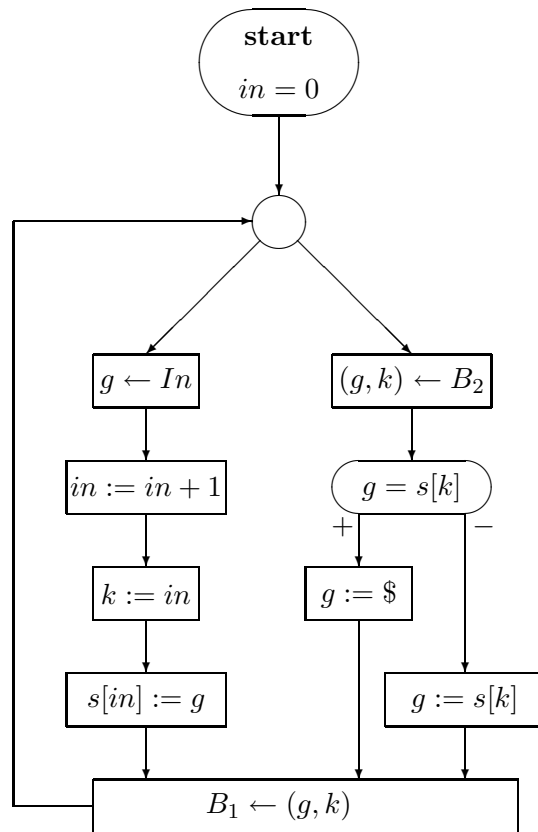 start
in = 0
g ← In
(g, k) ← B₂
in := in + 1
g = s[k]
+
−
k := in
g := $
s[in] := g
g := s[k]
B₁ ← (g, k)